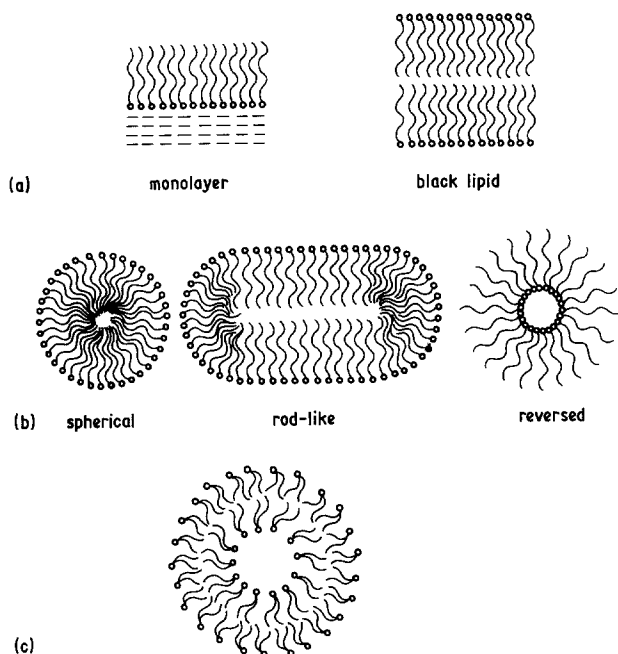 (a)
monolayer
black lipid
(b)
spherical
rod-like
reversed
(c)